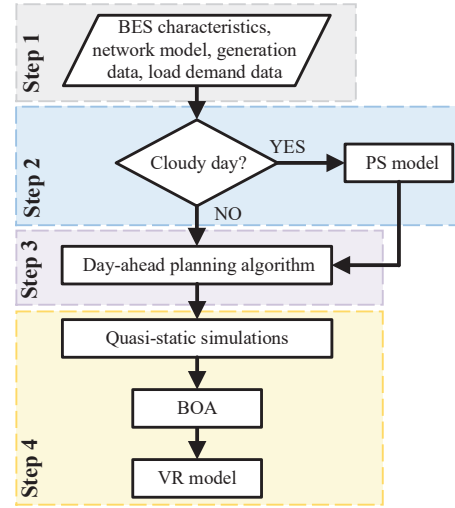 Step 1
BES characteristics,
network model, generation
data, load demand data
Step 2
Cloudy day?
YES
PS model
NO
Step 3
Day-ahead planning algorithm
Step 4
Quasi-static simulations
BOA
VR model